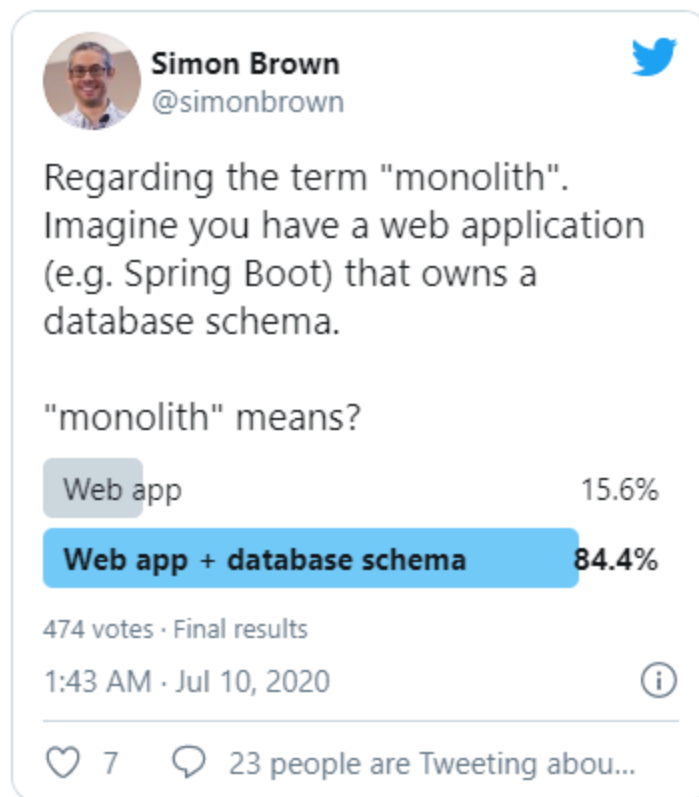 Simon Brown
@simonbrown
Regarding the term "monolith".
Imagine you have a web application
(e.g. Spring Boot) that owns a
database schema.
"monolith" means?
Web app 15.6%
Web app + database schema 84.4%
474 votes · Final results
1:43 AM · Jul 10, 2020
7 23 people are Tweeting abou...